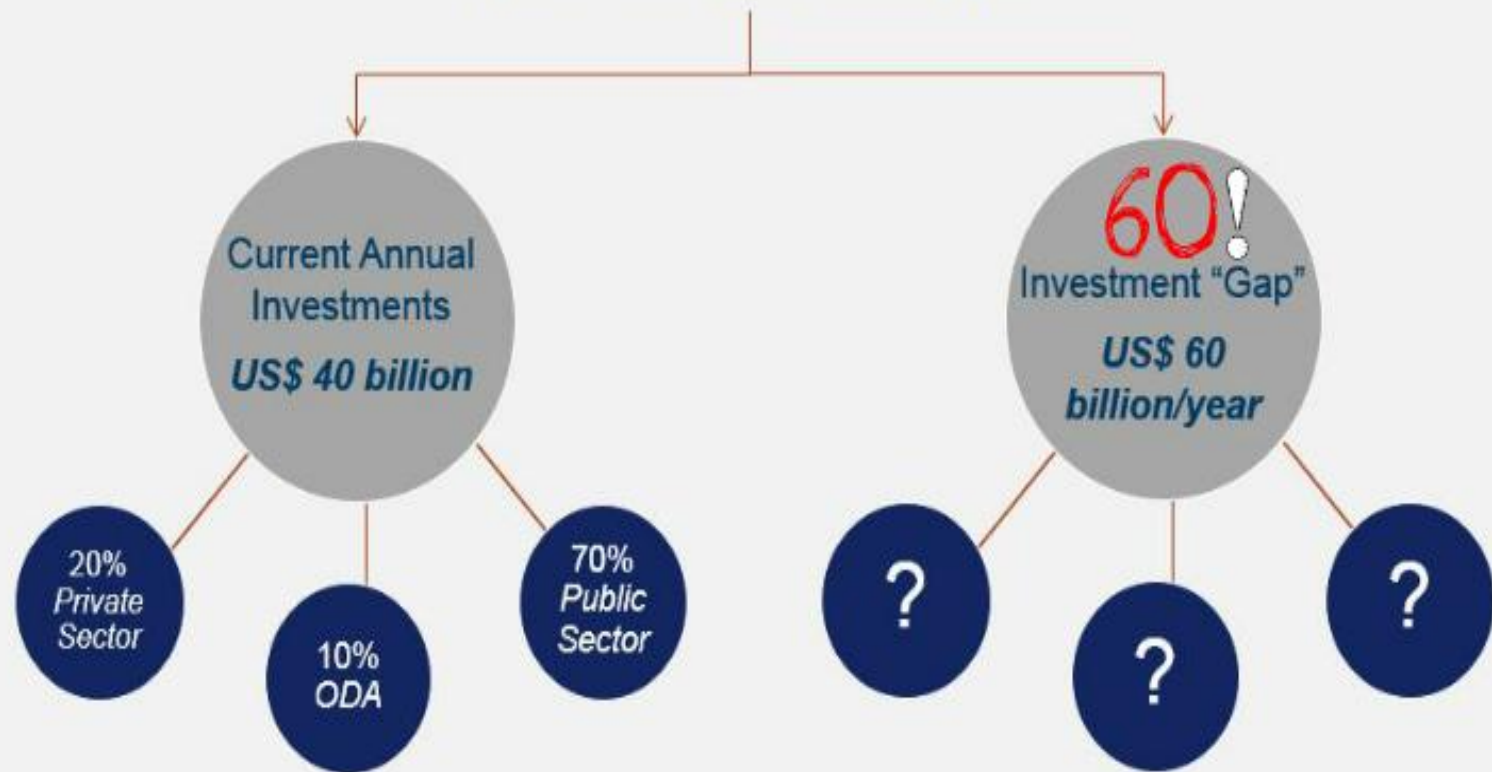 Current Annual
Investments
US$ 40 billion
20%
Private
Sector
10%
ODA
70%
Public
Sector
60!
Investment “Gap”
US$ 60
billion/year
?
?
?